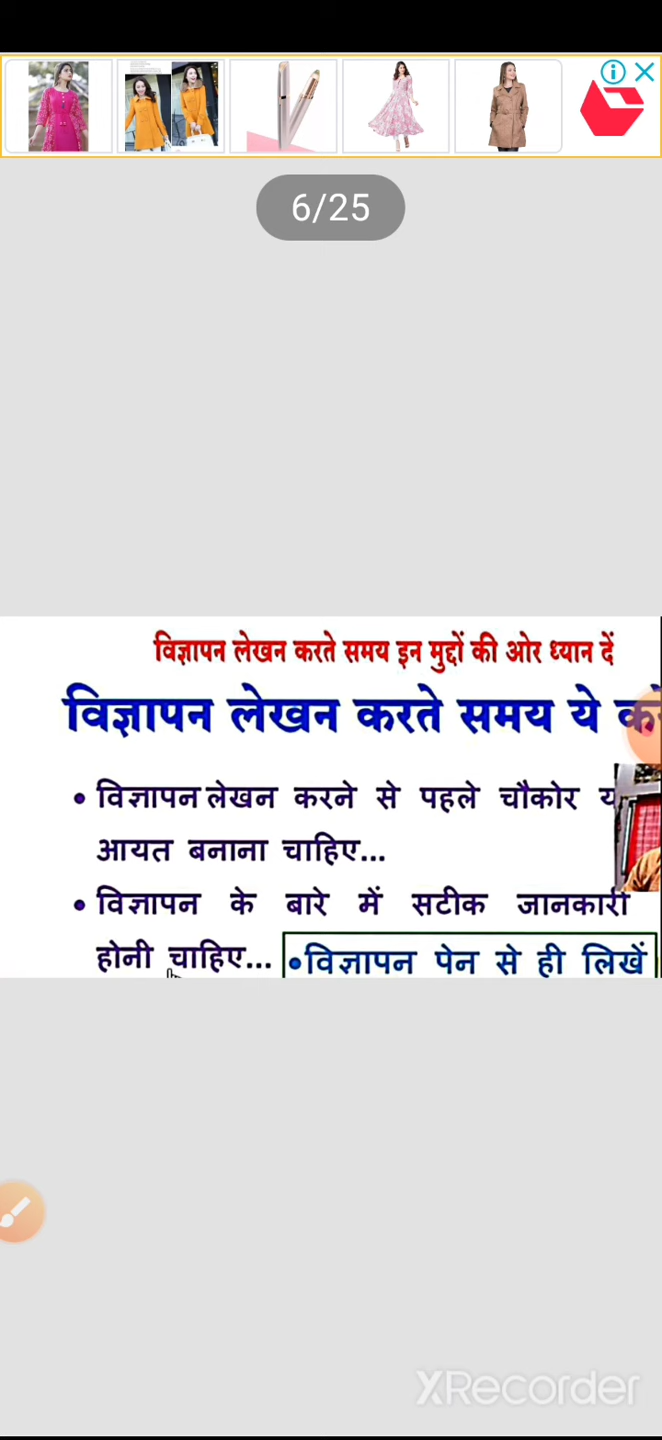 6/25
विज्ञापन लेखन करते समय इन मुद्दों की ओर ध्यान दें
विज्ञापन लेखन करते समय ये
• विज्ञापन लेखन करने से पहले चौकोर
आयत बनाना चाहिए...
• विज्ञापन के बारे में सटीक जानकारी
होनी चाहिए... •विज्ञापन पेन से ही लिखें
XRecorder